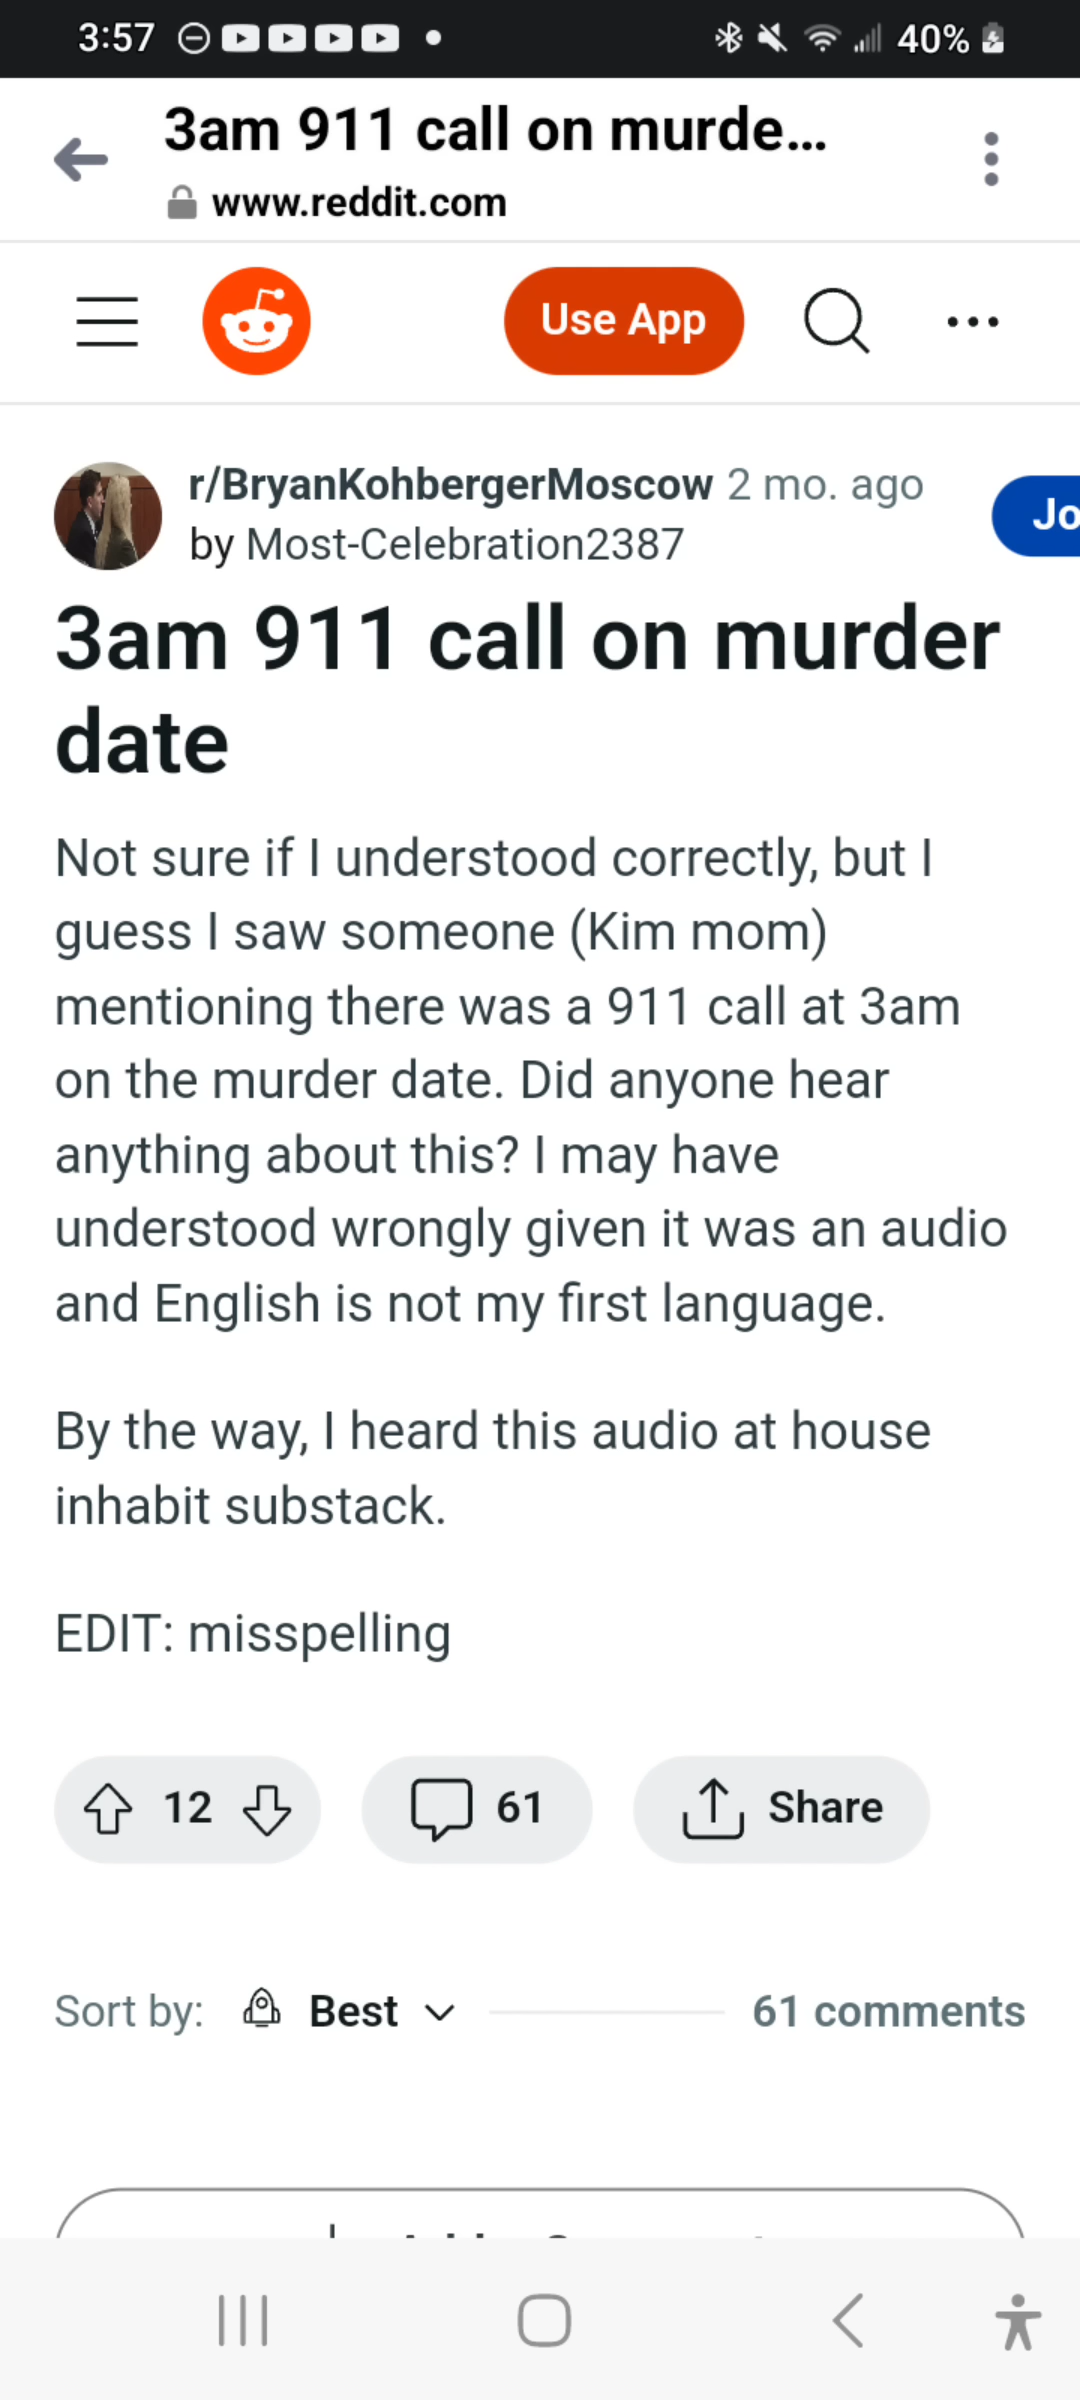 3:57 40%
3am 911 call on murde...
www.reddit.com
Use App
r/BryanKohbergerMoscow 2 mo. ago
by Most-Celebration2387
Jo
3am 911 call on murder
date
Not sure if I understood correctly, but I
guess I saw someone (Kim mom)
mentioning there was a 911 call at 3am
on the murder date. Did anyone hear
anything about this? I may have
understood wrongly given it was an audio
and English is not my first language.
By the way, I heard this audio at house
inhabit substack.
EDIT: misspelling
12 61 Share
Sort by: Best 61 comments